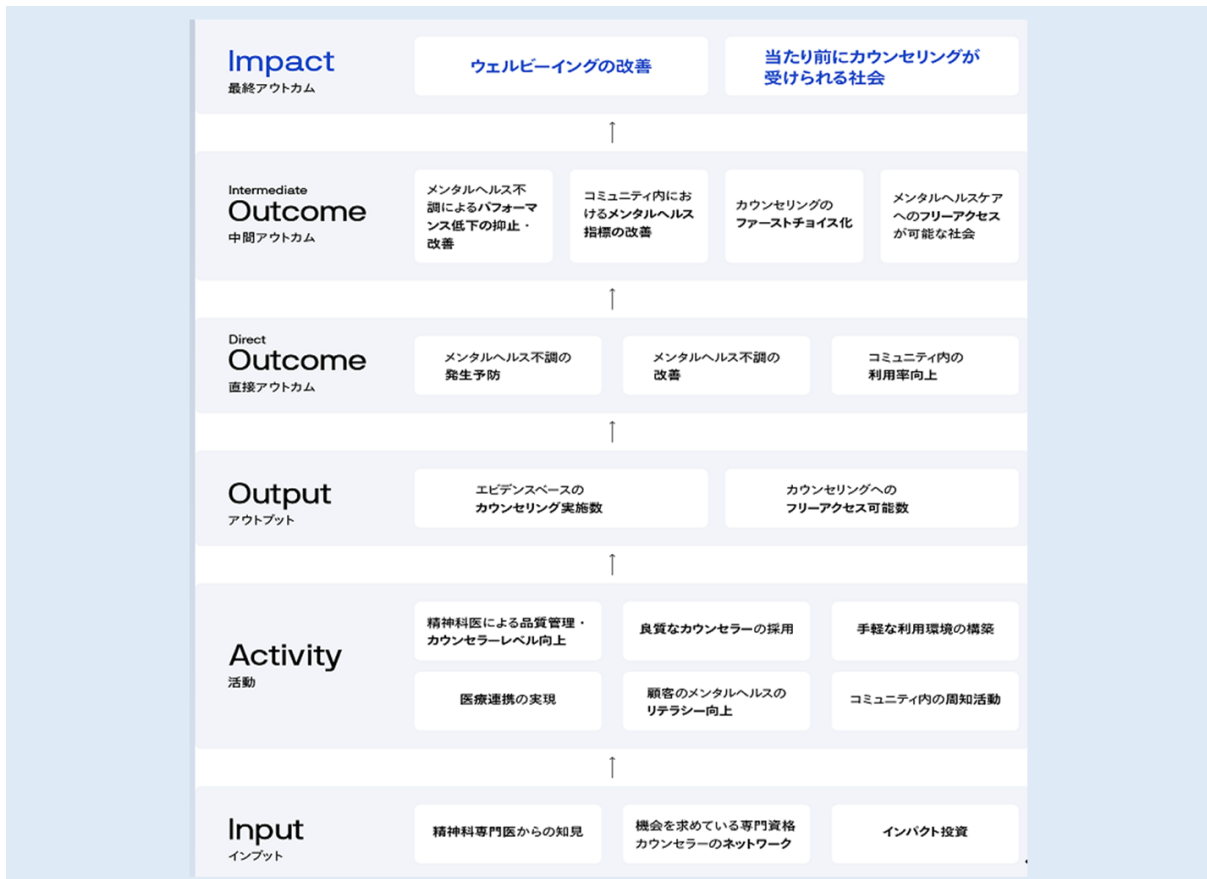 Impact
最終アウトカム
ウェルビーイングの改善
当たり前にカウンセリングが
受けられる社会
↑
Intermediate
Outcome
中間アウトカム
メンタルヘルス不
調によるパフォーマ
ンス低下の抑止・
改善
コミュニティ内にお
けるメンタルヘルス
指標の改善
カウンセリングの
ファーストチョイス化
メンタルヘルスケア
へのフリーアクセス
が可能な社会
↑
Direct
Outcome
直接アウトカム
メンタルヘルス不調の
発生予防
メンタルヘルス不調の
改善
コミュニティ内の
利用率向上
↑
Output
アウトプット
エビデンスベースの
カウンセリング実施数
カウンセリングへの
フリーアクセス可能数
↑
Activity
活動
精神科医による品質管理・
カウンセラーレベル向上
良質なカウンセラーの採用
手軽な利用環境の構築
医療連携の実現
顧客のメンタルヘルスの
リテラシー向上
コミュニティ内の周知活動
↑
Input
インプット
精神科専門医からの知見
機会を求めている専門資格
カウンセラーのネットワーク
インパクト投資